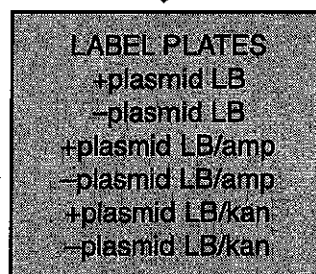 LABEL PLATES
+plasmid LB
–plasmid LB
+plasmid LB/amp
–plasmid LB/amp
+plasmid LB/kan
–plasmid LB/kan